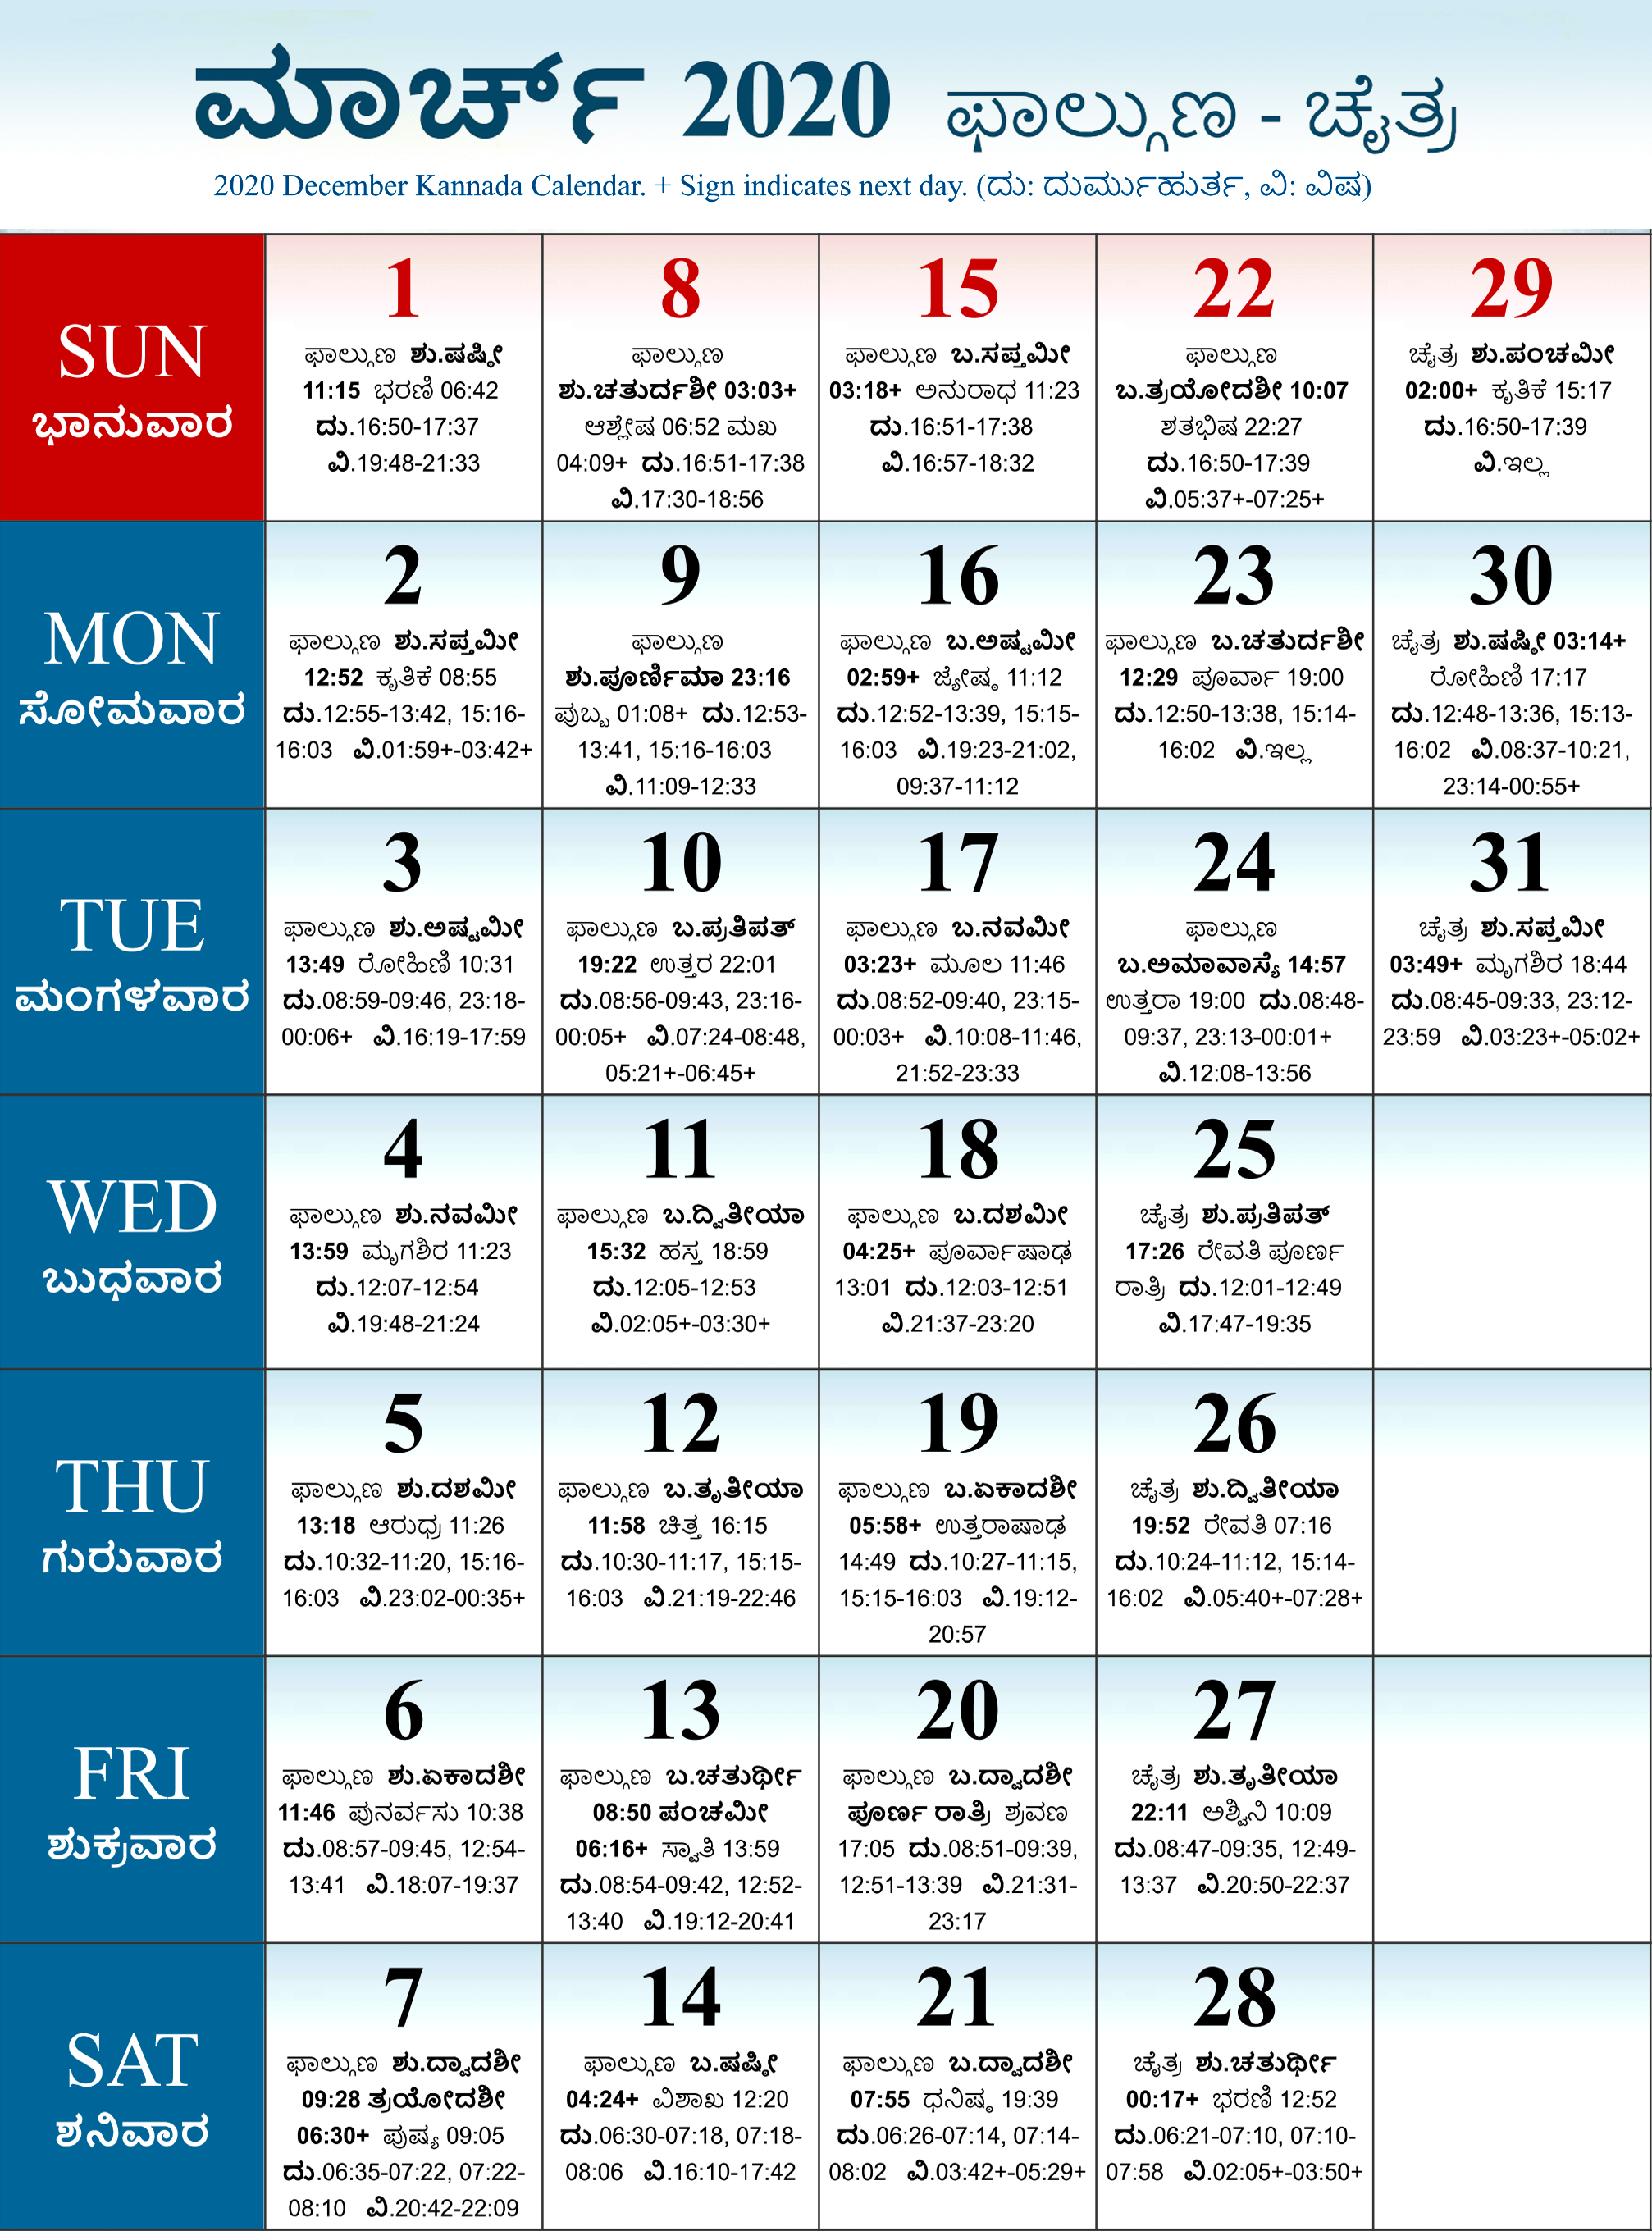 ಮಾರ್ಚ್ 2020 ಫಾಲ್ಗುಣ - ಚೈತ್ರ
2020 December Kannada Calendar. + Sign indicates next day. (ದು: ದುರ್ಮುಹುರ್ತ, ವಿ: ವಿಷ)
SUN
ಭಾನುವಾರ
1
ಫಾಲ್ಗುಣ ಶು.ಷಷ್ಠೀ
11:15 ಭರಣಿ 06:42
ದು.16:50-17:37
ವಿ.19:48-21:33
8
ಫಾಲ್ಗುಣ
ಶು.ಚತುರ್ದಶೀ 03:03+
ಆಶ್ಲೇಷ 06:52 ಮಖ
04:09+ ದು.16:51-17:38
ವಿ.17:30-18:56
15
ಫಾಲ್ಗುಣ ಬ.ಸಪ್ತಮೀ
03:18+ ಅನುರಾಧ 11:23
ದು.16:51-17:38
ವಿ.16:57-18:32
22
ಫಾಲ್ಗುಣ
ಬ.ತ್ರಯೋದಶೀ 10:07
ಶತಭಿಷ 22:27
ದು.16:50-17:39
ವಿ.05:37+-07:25+
29
ಚೈತ್ರ ಶು.ಪಂಚಮೀ
02:00+ ಕೃತಿಕೆ 15:17
ದು.16:50-17:39
ವಿ.ಇಲ್ಲ
MON
ಸೋಮವಾರ
2
ಫಾಲ್ಗುಣ ಶು.ಸಪ್ತಮೀ
12:52 ಕೃತಿಕೆ 08:55
ದು.12:55-13:42, 15:16-
16:03 ವಿ.01:59+-03:42+
9
ಫಾಲ್ಗುಣ
ಶು.ಪೂರ್ಣಿಮಾ 23:16
ಪುಬ್ಬ 01:08+ ದು.12:53-
13:41, 15:16-16:03
ವಿ.11:09-12:33
16
ಫಾಲ್ಗುಣ ಬ.ಅಷ್ಟಮೀ
02:59+ ಜ್ಯೇಷ್ಠ 11:12
ದು.12:52-13:39, 15:15-
16:03 ವಿ.19:23-21:02,
09:37-11:12
23
ಫಾಲ್ಗುಣ ಬ.ಚತುರ್ದಶೀ
12:29 ಪೂರ್ವಾ 19:00
ದು.12:50-13:38, 15:14-
16:02 ವಿ.ಇಲ್ಲ
30
ಚೈತ್ರ ಶು.ಷಷ್ಠೀ 03:14+
ರೋಹಿಣಿ 17:17
ದು.12:48-13:36, 15:13-
16:02 ವಿ.08:37-10:21,
23:14-00:55+
TUE
ಮಂಗಳವಾರ
3
ಫಾಲ್ಗುಣ ಶು.ಅಷ್ಟಮೀ
13:49 ರೋಹಿಣಿ 10:31
ದು.08:59-09:46, 23:18-
00:06+ ವಿ.16:19-17:59
10
ಫಾಲ್ಗುಣ ಬ.ಪ್ರತಿಪತ್
19:22 ಉತ್ತರ 22:01
ದು.08:56-09:43, 23:16-
00:05+ ವಿ.07:24-08:48,
05:21+-06:45+
17
ಫಾಲ್ಗುಣ ಬ.ನವಮೀ
03:23+ ಮೂಲ 11:46
ದು.08:52-09:40, 23:15-
00:03+ ವಿ.10:08-11:46,
21:52-23:33
24
ಫಾಲ್ಗುಣ
ಬ.ಅಮಾವಾಸ್ಯೆ 14:57
ಉತ್ತರಾ 19:00 ದು.08:48-
09:37, 23:13-00:01+
ವಿ.12:08-13:56
31
ಚೈತ್ರ ಶು.ಸಪ್ತಮೀ
03:49+ ಮೃಗಶಿರ 18:44
ದು.08:45-09:33, 23:12-
23:59 ವಿ.03:23+-05:02+
WED
ಬುಧವಾರ
4
ಫಾಲ್ಗುಣ ಶು.ನವಮೀ
13:59 ಮೃಗಶಿರ 11:23
ದು.12:07-12:54
ವಿ.19:48-21:24
11
ಫಾಲ್ಗುಣ ಬ.ದ್ವಿತೀಯಾ
15:32 ಹಸ್ತ 18:59
ದು.12:05-12:53
ವಿ.02:05+-03:30+
18
ಫಾಲ್ಗುಣ ಬ.ದಶಮೀ
04:25+ ಪೂರ್ವಾಷಾಢ
13:01 ದು.12:03-12:51
ವಿ.21:37-23:20
25
ಚೈತ್ರ ಶು.ಪ್ರತಿಪತ್
17:26 ರೇವತಿ ಪೂರ್ಣ
ರಾತ್ರಿ ದು.12:01-12:49
ವಿ.17:47-19:35
THU
ಗುರುವಾರ
5
ಫಾಲ್ಗುಣ ಶು.ದಶಮೀ
13:18 ಆರುಧ್ರ 11:26
ದು.10:32-11:20, 15:16-
16:03 ವಿ.23:02-00:35+
12
ಫಾಲ್ಗುಣ ಬ.ತೃತೀಯಾ
11:58 ಚಿತ್ತ 16:15
ದು.10:30-11:17, 15:15-
16:03 ವಿ.21:19-22:46
19
ಫಾಲ್ಗುಣ ಬ.ಏಕಾದಶೀ
05:58+ ಉತ್ತರಾಷಾಢ
14:49 ದು.10:27-11:15,
15:15-16:03 ವಿ.19:12-
20:57
26
ಚೈತ್ರ ಶು.ದ್ವಿತೀಯಾ
19:52 ರೇವತಿ 07:16
ದು.10:24-11:12, 15:14-
16:02 ವಿ.05:40+-07:28+
FRI
ಶುಕ್ರವಾರ
6
ಫಾಲ್ಗುಣ ಶು.ಏಕಾದಶೀ
11:46 ಪುನರ್ವಸು 10:38
ದು.08:57-09:45, 12:54-
13:41 ವಿ.18:07-19:37
13
ಫಾಲ್ಗುಣ ಬ.ಚತುರ್ಥೀ
08:50 ಪಂಚಮೀ
06:16+ ಸ್ವಾತಿ 13:59
ದು.08:54-09:42, 12:52-
13:40 ವಿ.19:12-20:41
20
ಫಾಲ್ಗುಣ ಬ.ದ್ವಾದಶೀ
ಪೂರ್ಣ ರಾತ್ರಿ ಶ್ರವಣ
17:05 ದು.08:51-09:39,
12:51-13:39 ವಿ.21:31-
23:17
27
ಚೈತ್ರ ಶು.ತೃತೀಯಾ
22:11 ಅಶ್ವಿನಿ 10:09
ದು.08:47-09:35, 12:49-
13:37 ವಿ.20:50-22:37
SAT
ಶನಿವಾರ
7
ಫಾಲ್ಗುಣ ಶು.ದ್ವಾದಶೀ
09:28 ತ್ರಯೋದಶೀ
06:30+ ಪುಷ್ಯ 09:05
ದು.06:35-07:22, 07:22-
08:10 ವಿ.20:42-22:09
14
ಫಾಲ್ಗುಣ ಬ.ಷಷ್ಠೀ
04:24+ ವಿಶಾಖ 12:20
ದು.06:30-07:18, 07:18-
08:06 ವಿ.16:10-17:42
21
ಫಾಲ್ಗುಣ ಬ.ದ್ವಾದಶೀ
07:55 ಧನಿಷ್ಠ 19:39
ದು.06:26-07:14, 07:14-
08:02 ವಿ.03:42+-05:29+
28
ಚೈತ್ರ ಶು.ಚತುರ್ಥೀ
00:17+ ಭರಣಿ 12:52
ದು.06:21-07:10, 07:10-
07:58 ವಿ.02:05+-03:50+